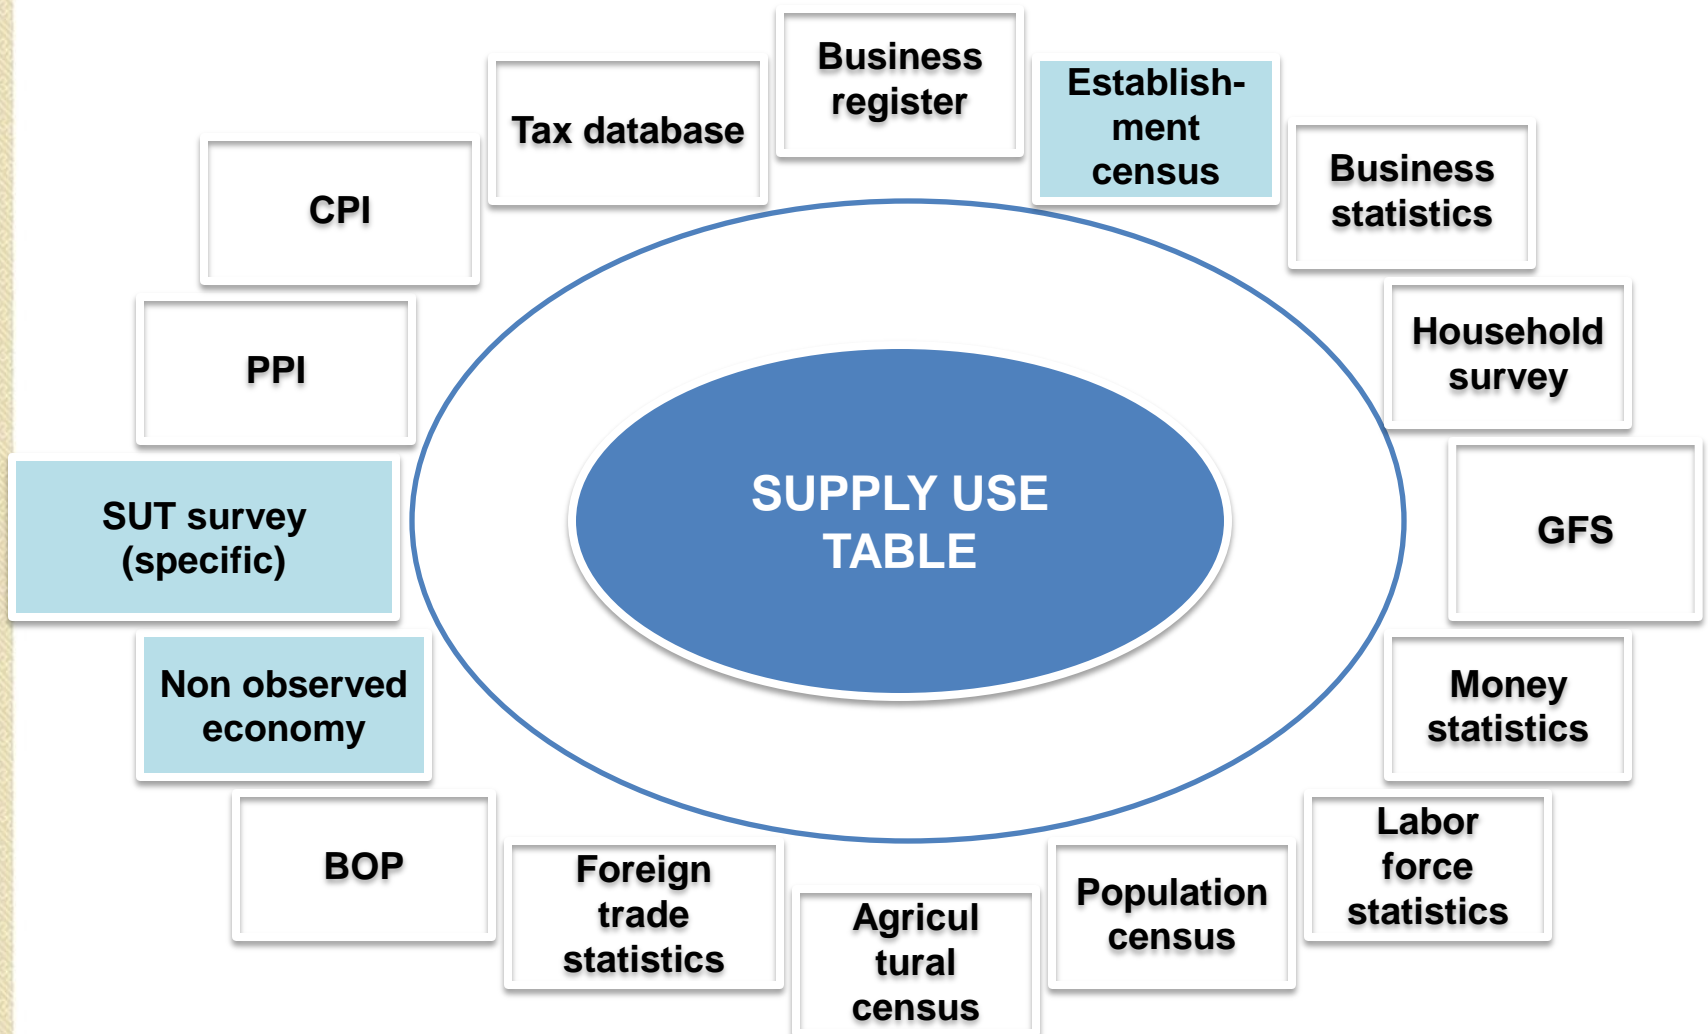 Business
register
Establish-
ment
census
Tax database
Business
statistics
CPI
Household
survey
PPI
SUPPLY USE
TABLE
SUT survey
(specific)
GFS
Non observed
economy
Money
statistics
BOP
Foreign
trade
statistics
Agricul
tural
census
Population
census
Labor
force
statistics